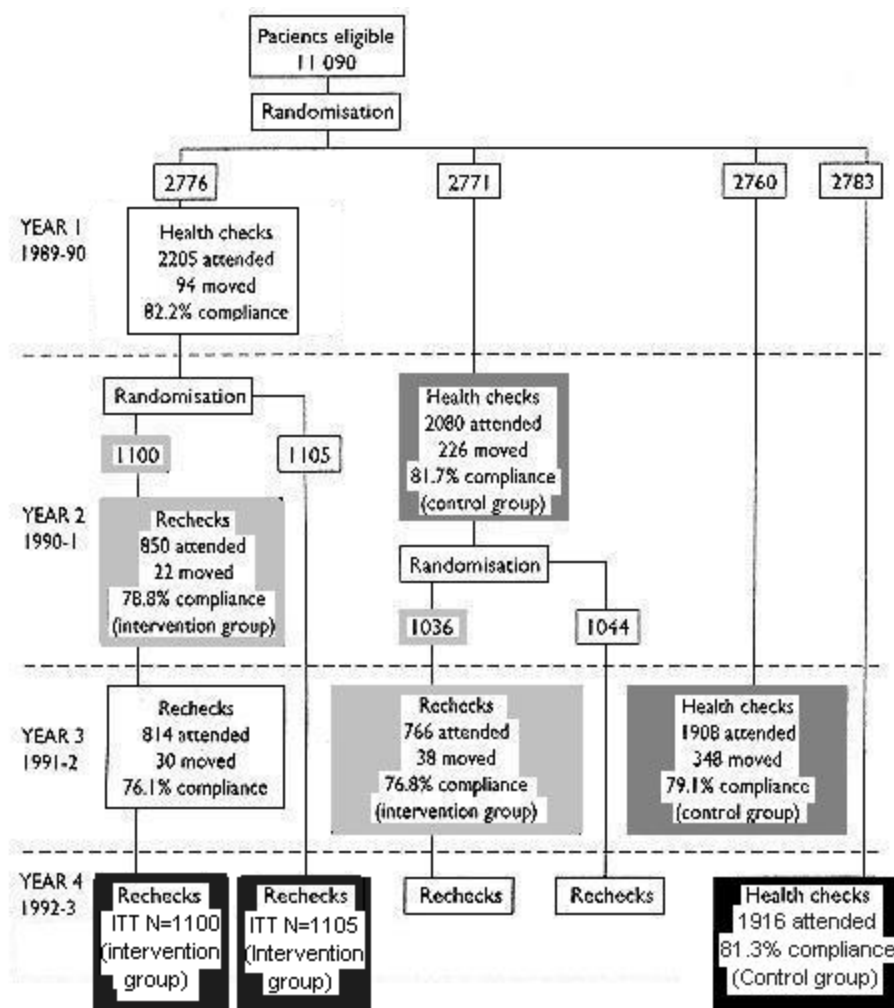 Patients eligible
11 090
Randomisation
2776
2771
2760
2783
YEAR 1
1989-90
Health checks
2205 attended
94 moved
82.2% compliance
Randomisation
1100
1105
Health checks
2080 attended
226 moved
81.7% compliance
(control group)
YEAR 2
1990-1
Rechecks
850 attended
22 moved
78.8% compliance
(intervention group)
Randomisation
1036
1044
YEAR 3
1991-2
Rechecks
814 attended
30 moved
76.1% compliance
Rechecks
766 attended
38 moved
76.8% compliance
(intervention group)
Health checks
1908 attended
348 moved
79.1% compliance
(control group)
YEAR 4
1992-3
Rechecks
ITT N=1100
(intervention
group)
Rechecks
ITT N=1105
(Intervention
group)
Rechecks
Rechecks
Health checks
1916 attended
81.3% compliance
(Control group)